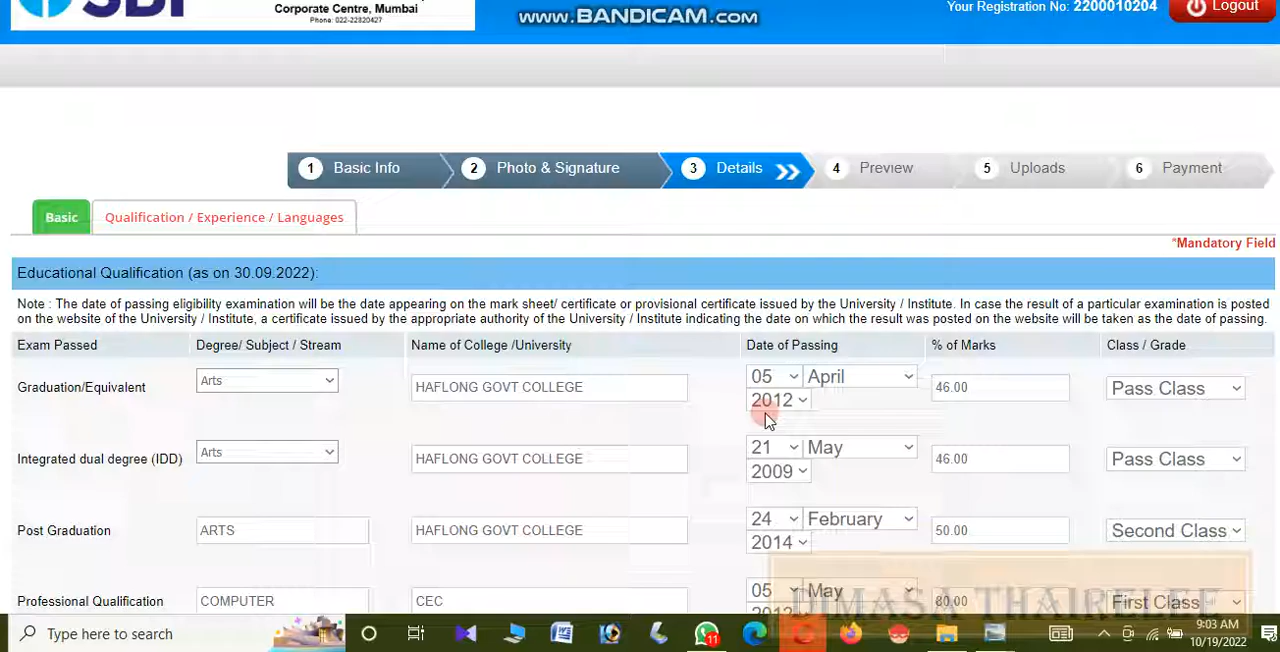 SBI
Corporate Centre, Mumbai
Phone: 022-22820427
www.BANDICAM.com
Your Registration No: 2200010204
Logout
1 Basic Info
2 Photo & Signature
3 Details
4 Preview
5 Uploads
6 Payment
Basic
Qualification / Experience / Languages
*Mandatory Field
Educational Qualification (as on 30.09.2022):
Note : The date of passing eligibility examination will be the date appearing on the mark sheet/ certificate or provisional certificate issued by the University / Institute. In case the result of a particular examination is posted
on the website of the University / Institute, a certificate issued by the appropriate authority of the University / Institute indicating the date on which the result was posted on the website will be taken as the date of passing.
Exam Passed Degree/ Subject / Stream Name of College /University Date of Passing % of Marks Class / Grade
Graduation/Equivalent Arts HAFLONG GOVT COLLEGE 05 April 46.00 Pass Class
2012
Integrated dual degree (IDD) Arts HAFLONG GOVT COLLEGE 21 May 46.00 Pass Class
2009
Post Graduation ARTS HAFLONG GOVT COLLEGE 24 February 50.00 Second Class
2014
Professional Qualification COMPUTER CEC 05 May 80.00 First Class
2012
DIMASA THAIRELEE
Type here to search
11
9:03 AM
10/19/2022